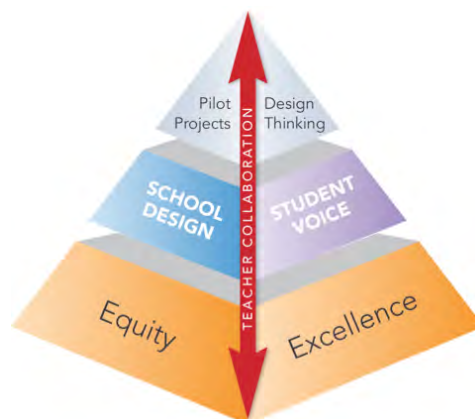 Pilot Projects
Design Thinking
SCHOOL DESIGN
STUDENT VOICE
TEACHER COLLABORATION
Equity
Excellence